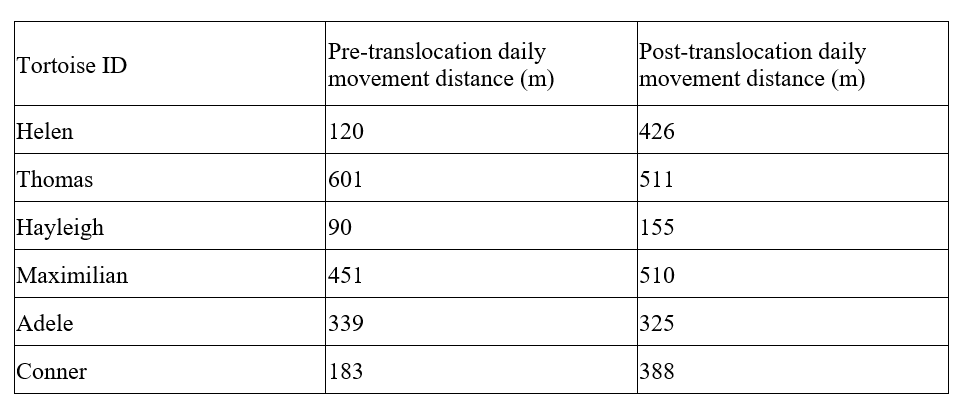 Tortoise ID
Pre-translocation daily
movement distance (m)
Post-translocation daily
movement distance (m)
Helen 120 426
Thomas 601 511
Hayleigh 90 155
Maximilian 451 510
Adele 339 325
Conner 183 388